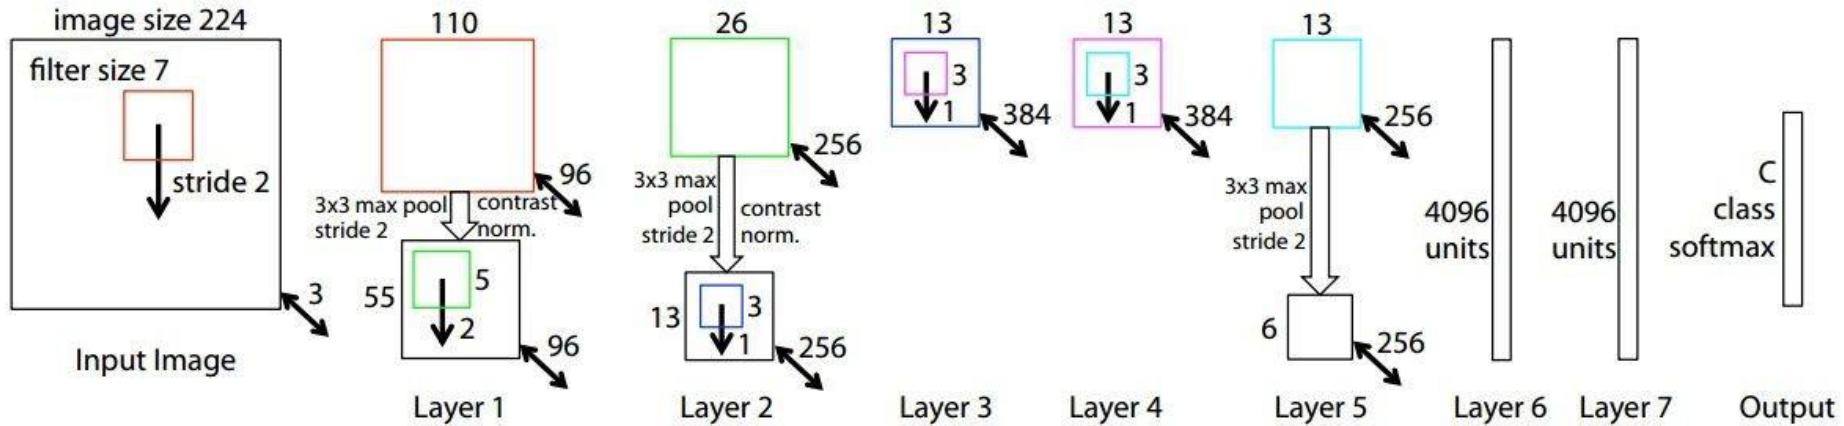 image size 224
filter size 7
stride 2
3
Input Image
110
96
3x3 max pool
stride 2
contrast
norm.
55
5
2
96
Layer 1
26
256
3x3 max
pool
stride 2
contrast
norm.
13
3
1
256
Layer 2
13
3
1
384
Layer 3
13
3
1
384
Layer 4
13
256
3x3 max
pool
stride 2
6
256
Layer 5
4096
units
Layer 6
4096
units
Layer 7
C
class
softmax
Output